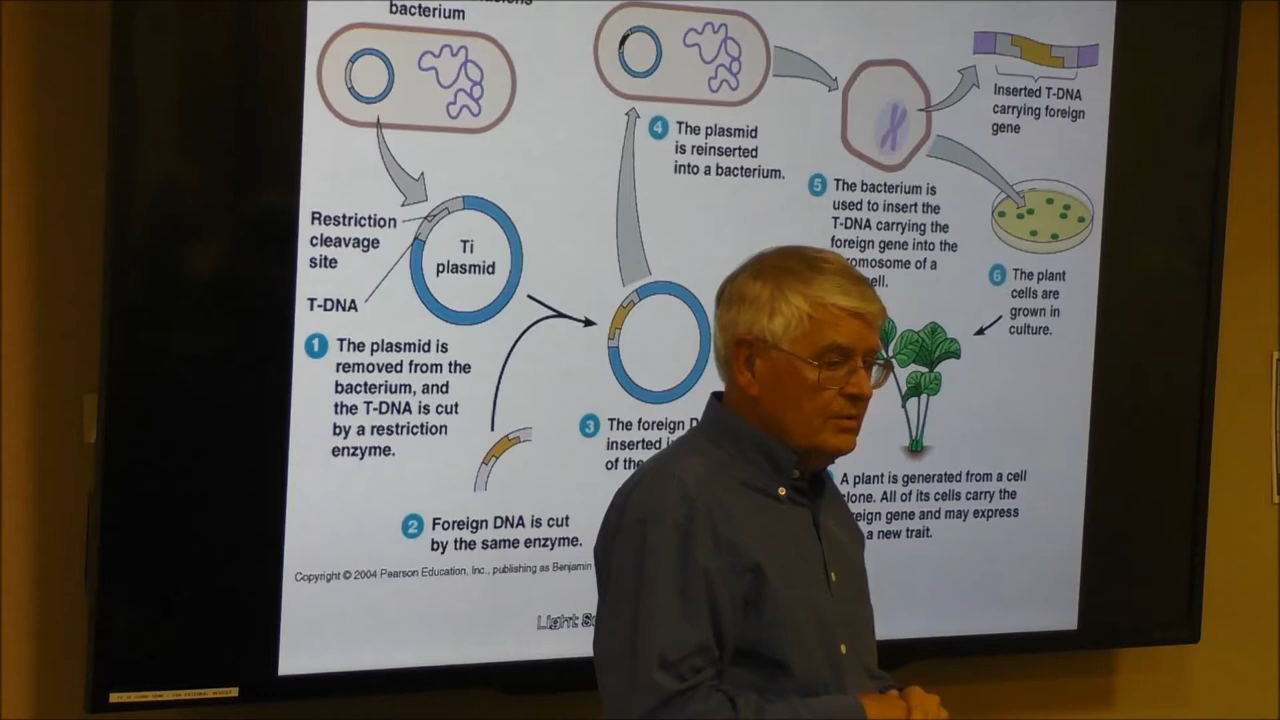 bacterium
Restriction
cleavage
site
T-DNA
Ti
plasmid
1 The plasmid is
removed from the
bacterium, and
the T-DNA is cut
by a restriction
enzyme.
2 Foreign DNA is cut
by the same enzyme.
3 The foreign D
inserted
of the
4 The plasmid
is reinserted
into a bacterium.
5 The bacterium is
used to insert the
T-DNA carrying the
foreign gene into the
romosome of a
ell.
Inserted T-DNA
carrying foreign
gene
6 The plant
cells are
grown in
culture.
A plant is generated from a cell
lone. All of its cells carry the
reign gene and may express
a new trait.
Copyright © 2004 Pearson Education, Inc., publishing as Benjamin
Light